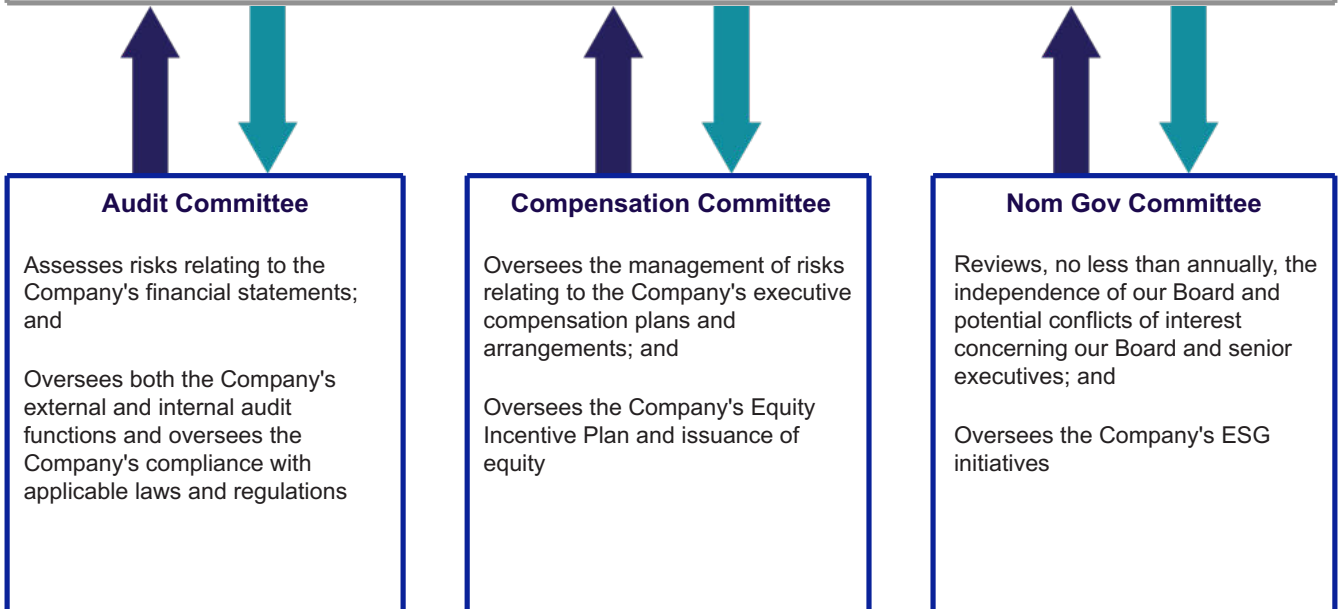 Audit Committee
Assesses risks relating to the
Company's financial statements;
and
Oversees both the Company's
external and internal audit
functions and oversees the
Company's compliance with
applicable laws and regulations
Compensation Committee
Oversees the management of risks
relating to the Company's executive
compensation plans and
arrangements; and
Oversees the Company's Equity
Incentive Plan and issuance of
equity
Nom Gov Committee
Reviews, no less than annually, the
independence of our Board and
potential conflicts of interest
concerning our Board and senior
executives; and
Oversees the Company's ESG
initiatives